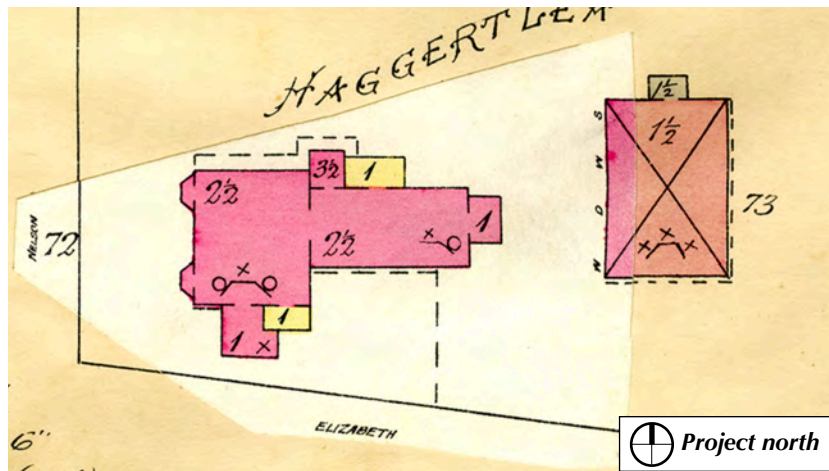 HAGGERTLEA
1½
S
W
D
W
1½
73
3½
1
2½
2½
1
1
1
NELSON
72
ELIZABETH
6"
Project north